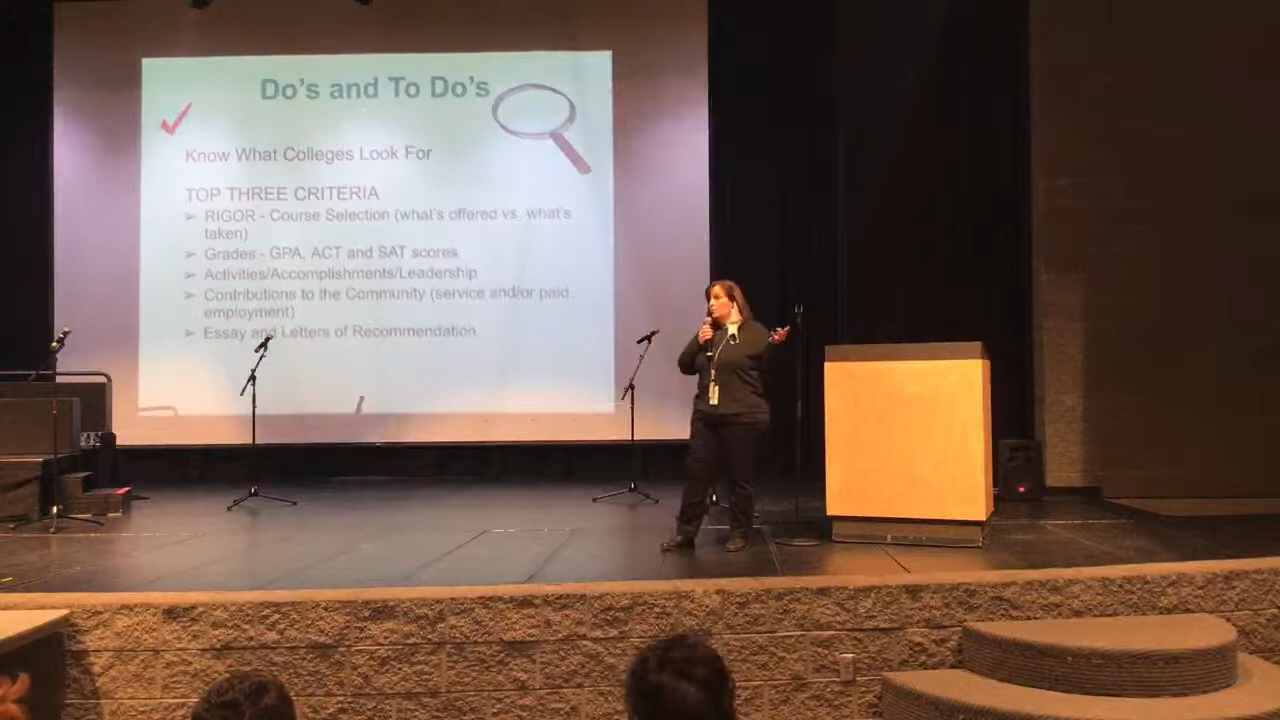 Do's and To Do's
Know What Colleges Look For
TOP THREE CRITERIA
➢ RIGOR - Course Selection (what's offered vs. what's
taken)
➢ Grades - GPA, ACT and SAT scores
➢ Activities/Accomplishments/Leadership
➢ Contributions to the Community (service and/or paid
employment)
➢ Essay and Letters of Recommendation